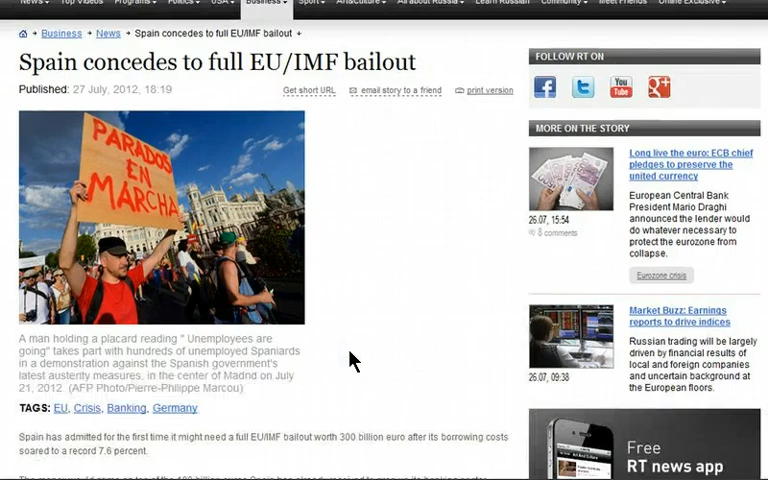 News Top Videos Programs Politics USA Business Sport Art&Culture All about Russia Learn Russian Community Meet Friends Online Exclusive
Business News Spain concedes to full EU/IMF bailout
Spain concedes to full EU/IMF bailout
Published: 27 July, 2012, 18:19
Get short URL email story to a friend print version
PARADOS
EN
MARCHA
A man holding a placard reading " Unemployees are
going" takes part with hundreds of unemployed Spaniards
in a demonstration against the Spanish government's
latest austerity measures, in the center of Madrid on July
21, 2012. (AFP Photo/Pierre-Philippe Marcou)
TAGS: EU, Crisis, Banking, Germany
Spain has admitted for the first time it might need a full EU/IMF bailout worth 300 billion euro after its borrowing costs
soared to a record 7.6 percent.
FOLLOW RT ON
You
Tube
MORE ON THE STORY
Long live the euro: ECB chief
pledges to preserve the
united currency
26.07, 15:54
8 comments
European Central Bank
President Mario Draghi
announced the lender would
do whatever necessary to
protect the eurozone from
collapse.
Eurozone crisis
Market Buzz: Earnings
reports to drive indices
26.07, 09:38
Russian trading will be largely
driven by financial results of
local and foreign companies
and uncertain background at
the European floors.
Free
RT news app